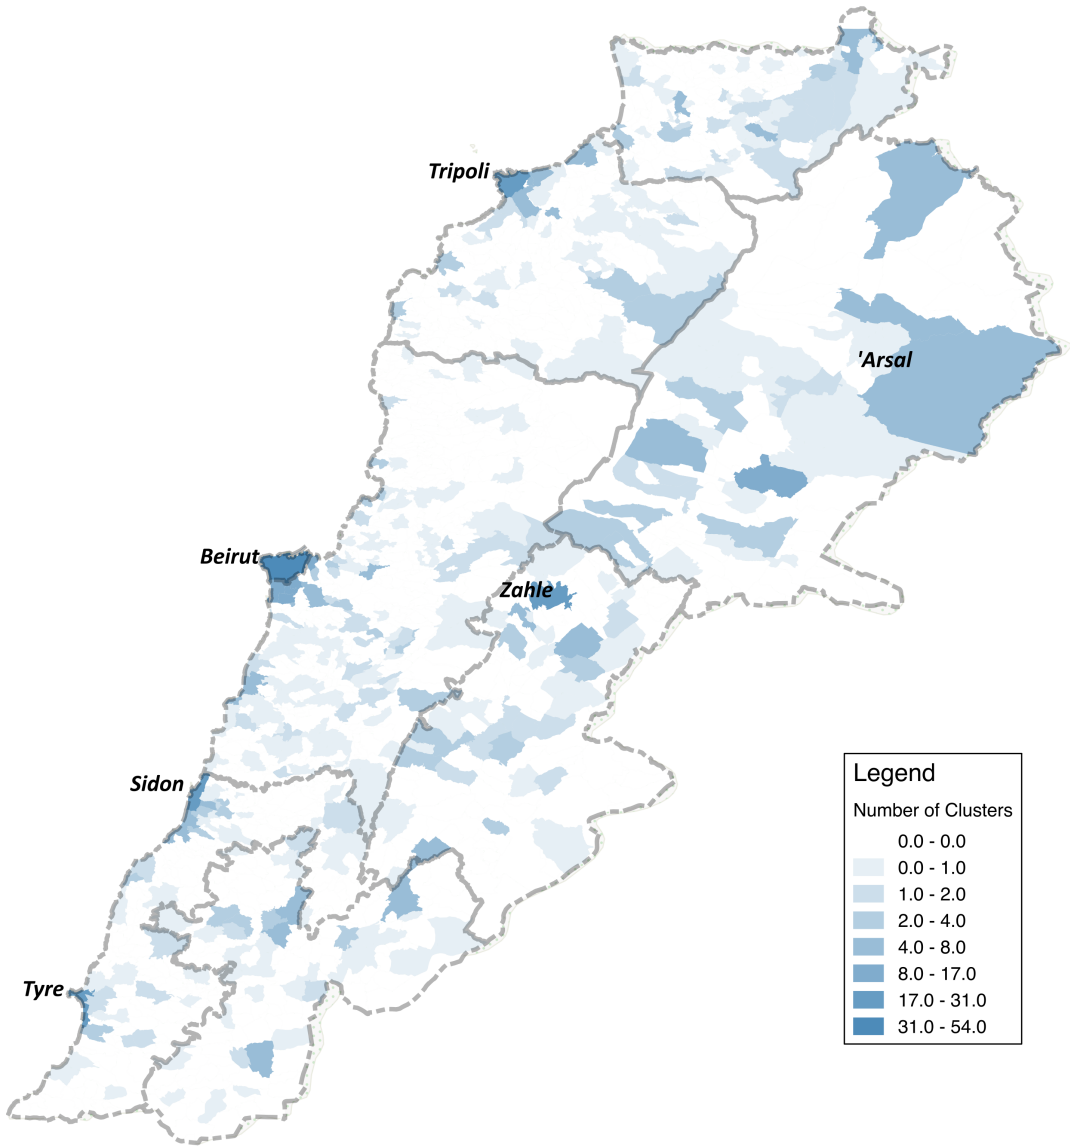 Tripoli
'Arsal
Beirut
Zahle
Sidon
Tyre
Legend
Number of Clusters
0.0 - 0.0
0.0 - 1.0
1.0 - 2.0
2.0 - 4.0
4.0 - 8.0
8.0 - 17.0
17.0 - 31.0
31.0 - 54.0